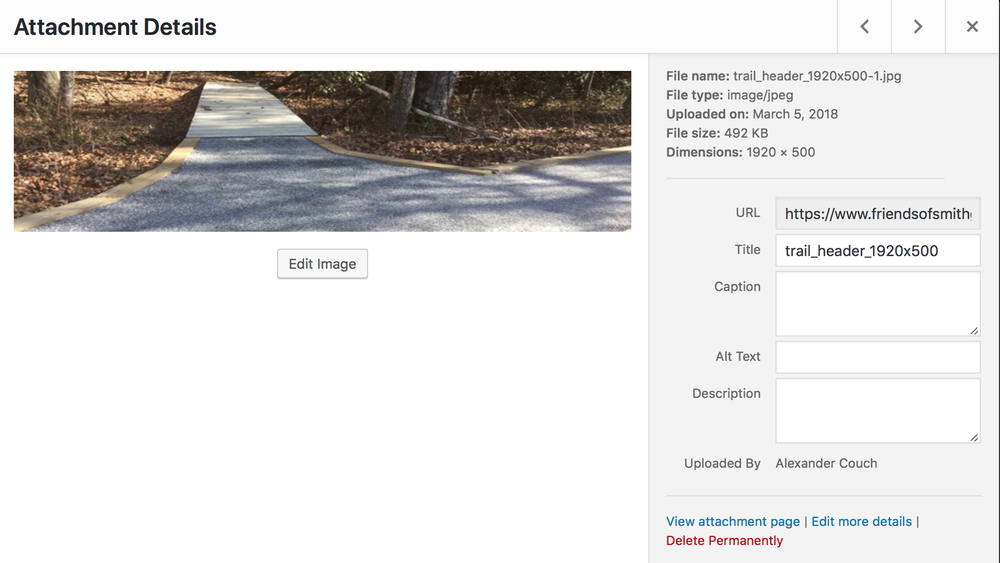 Attachment Details
File name: trail_header_1920x500-1.jpg
File type: image/jpeg
Uploaded on: March 5, 2018
File size: 492 KB
Dimensions: 1920 × 500
URL https://www.friendsofsmith
Title trail_header_1920x500
Caption
Alt Text
Description
Uploaded By Alexander Couch
Edit Image
View attachment page | Edit more details |
Delete Permanently